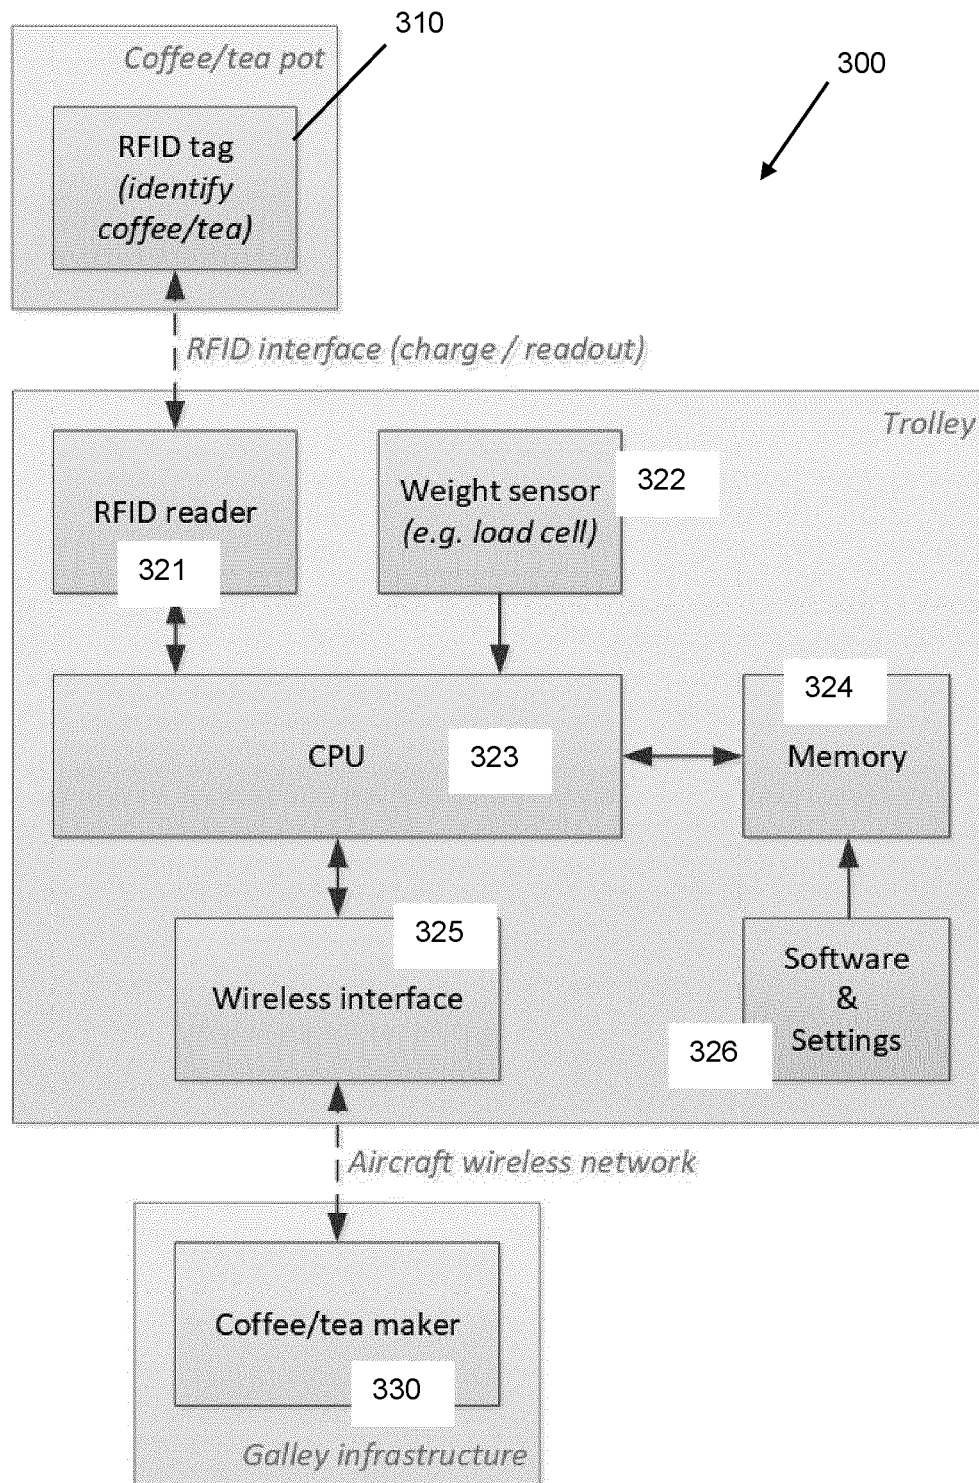 310
Coffee/tea pot
300
RFID tag
(identify
coffee/tea)
RFID interface (charge / readout)
Trolley
RFID reader
321
Weight sensor
(e.g. load cell)
322
CPU
323
324
Memory
325
Wireless interface
Software
&
Settings
326
Aircraft wireless network
Coffee/tea maker
330
Galley infrastructure